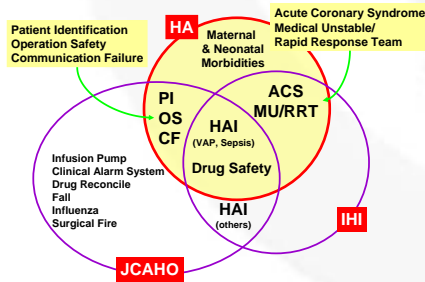 Patient Identification
Operation Safety
Communication Failure
HA
Acute Coronary Syndrome
Medical Unstable/
Rapid Response Team
Maternal
& Neonatal
Morbidities
PI
OS
CF
ACS
MU/RRT
HAI
(VAP, Sepsis)
Drug Safety
Infusion Pump
Clinical Alarm System
Drug Reconcile
Fall
Influenza
Surgical Fire
HAI
(others)
IHI
JCAHO